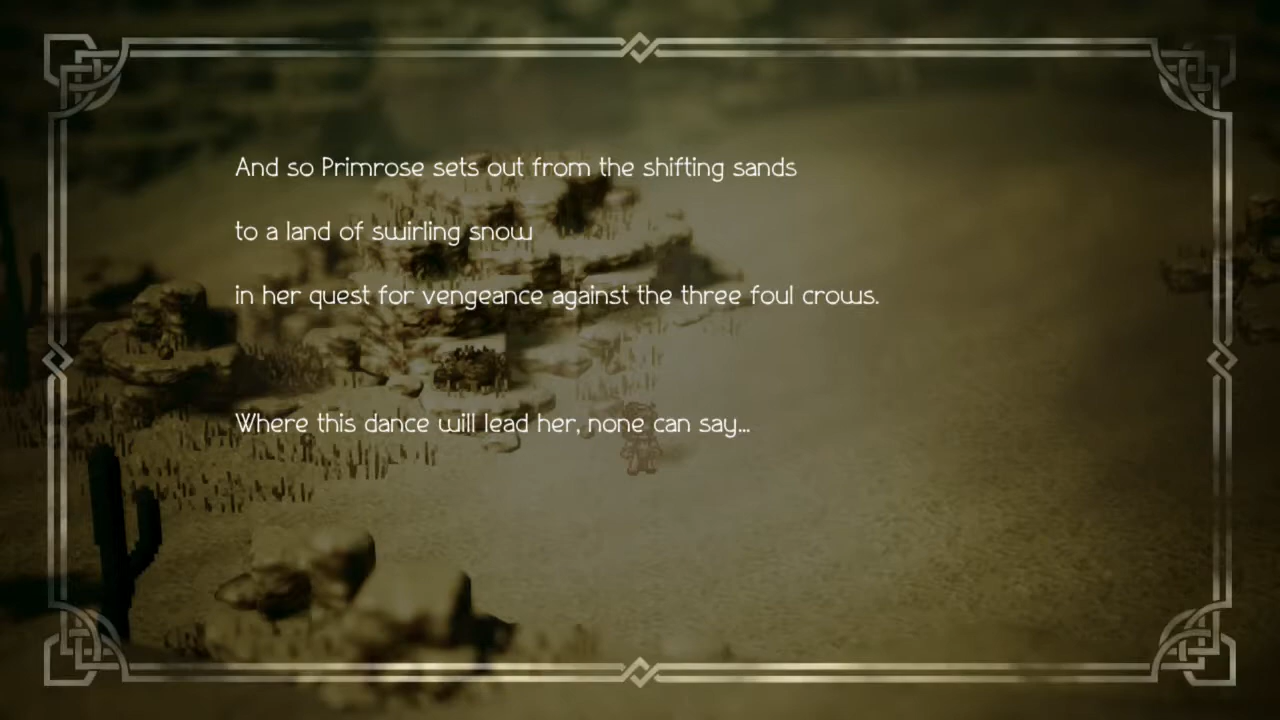 And so Primrose sets out from the shifting sands
to a land of swirling snow
in her quest for vengeance against the three foul crows.
Where this dance will lead her, none can say...